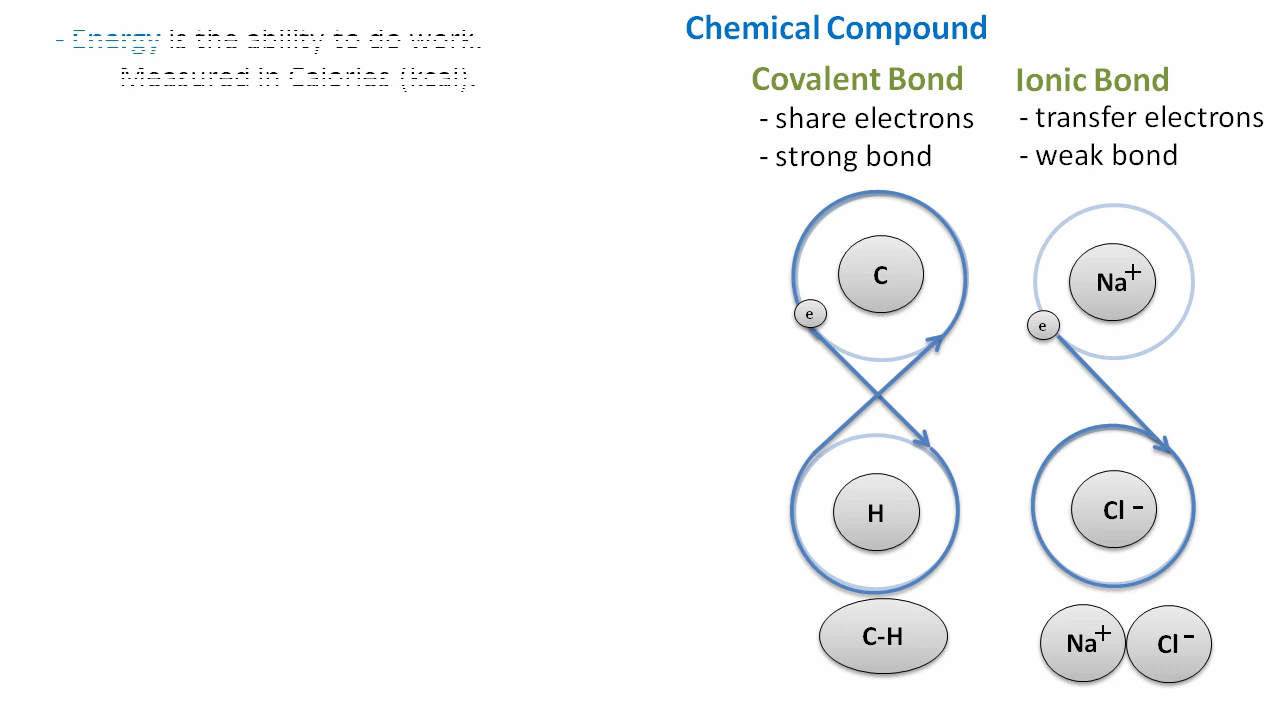 - Energy is the ability to do work.
Measured in Calories (kcal).
Chemical Compound
Covalent Bond
- share electrons
- strong bond
Ionic Bond
- transfer electrons
- weak bond
C
e
H
C-H
Na+
e
Cl -
Na+
Cl -